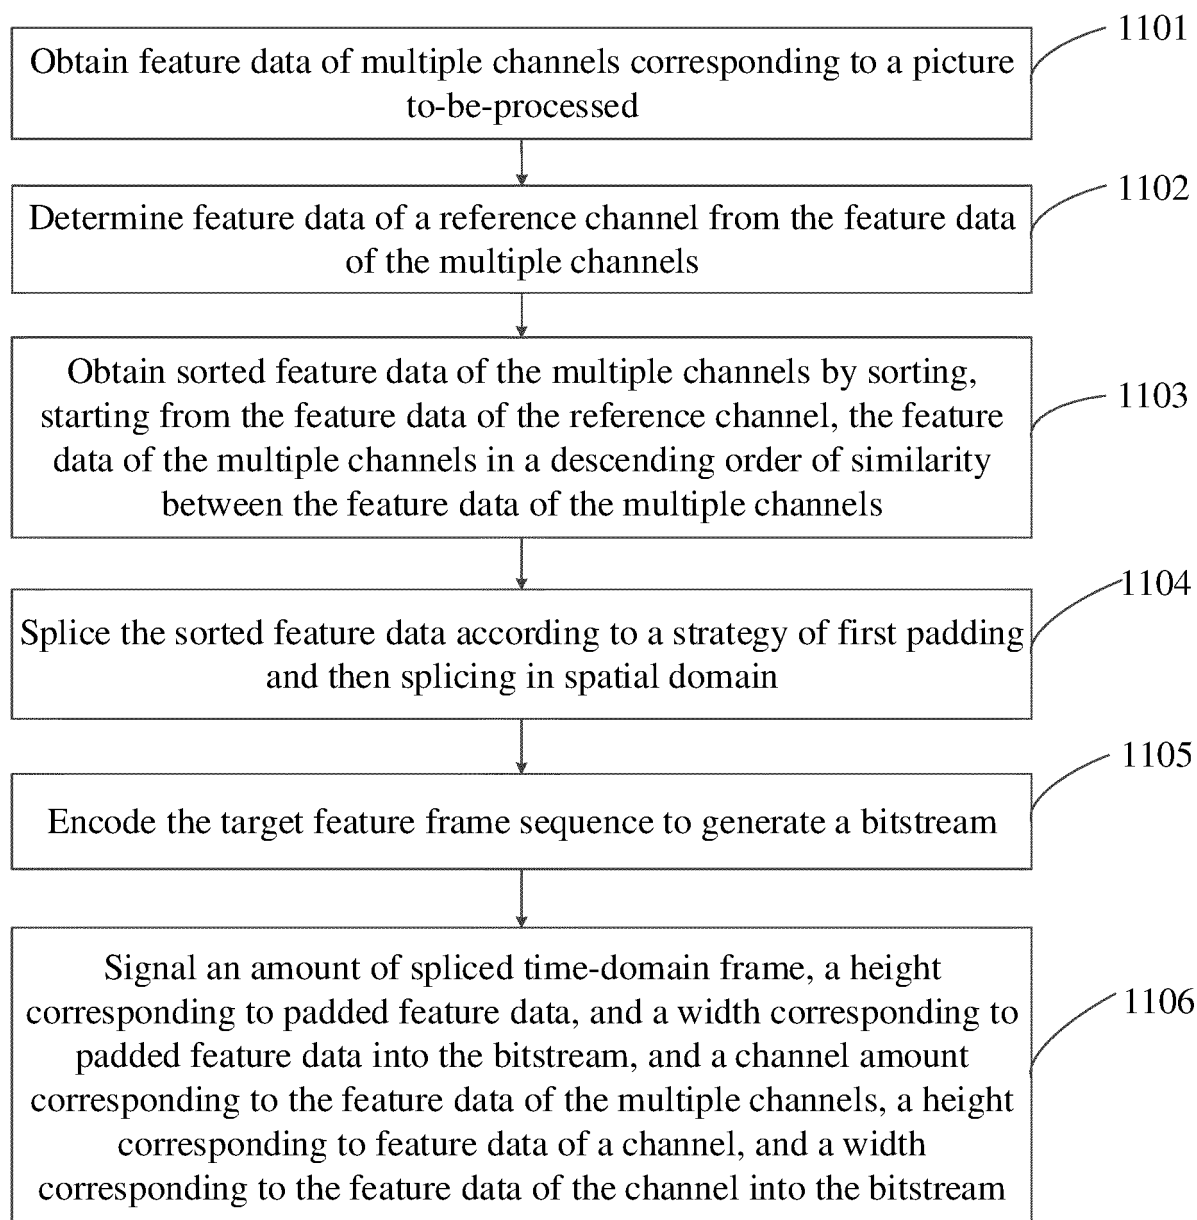 1101
Obtain feature data of multiple channels corresponding to a picture
to-be-processed
1102
Determine feature data of a reference channel from the feature data
of the multiple channels
Obtain sorted feature data of the multiple channels by sorting,
starting from the feature data of the reference channel, the feature
data of the multiple channels in a descending order of similarity
between the feature data of the multiple channels
1103
1104
Splice the sorted feature data according to a strategy of first padding
and then splicing in spatial domain
1105
Encode the target feature frame sequence to generate a bitstream
Signal an amount of spliced time-domain frame, a height
corresponding to padded feature data, and a width corresponding to
padded feature data into the bitstream, and a channel amount
corresponding to the feature data of the multiple channels, a height
corresponding to feature data of a channel, and a width
corresponding to the feature data of the channel into the bitstream
1106